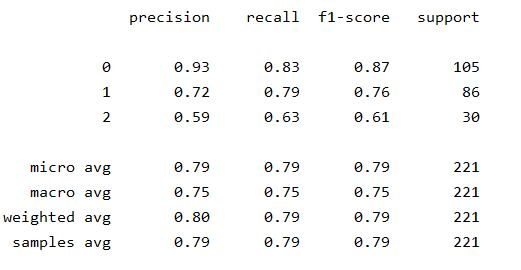 precision recall f1-score support
0 0.93 0.83 0.87 105
1 0.72 0.79 0.76 86
2 0.59 0.63 0.61 30
micro avg 0.79 0.79 0.79 221
macro avg 0.75 0.75 0.75 221
weighted avg 0.80 0.79 0.79 221
samples avg 0.79 0.79 0.79 221